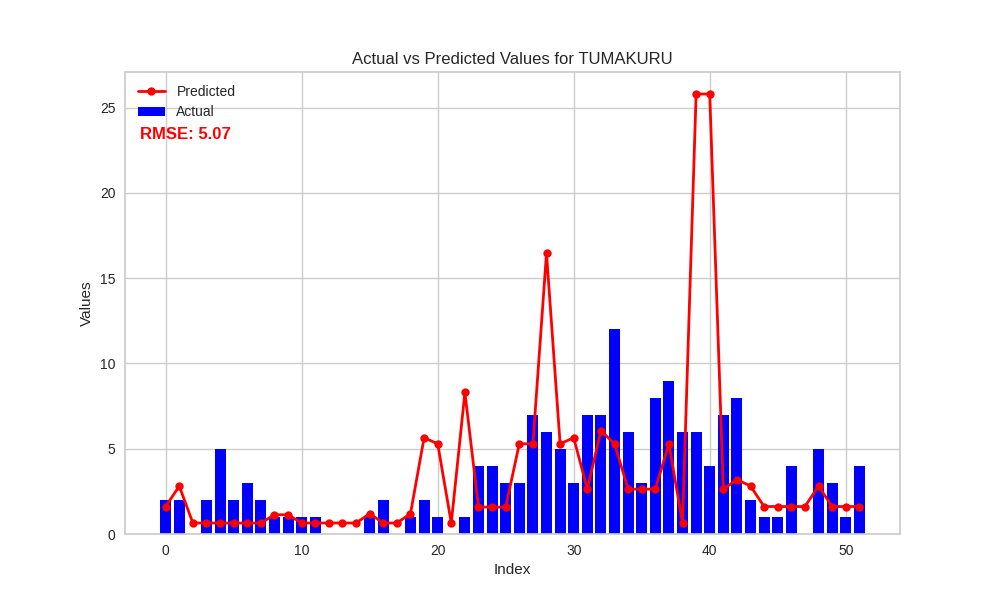 Actual vs Predicted Values for TUMAKURU
Predicted
Actual
RMSE: 5.07
Values
25
20
15
10
5
0
0 10 20 30 40 50
Index